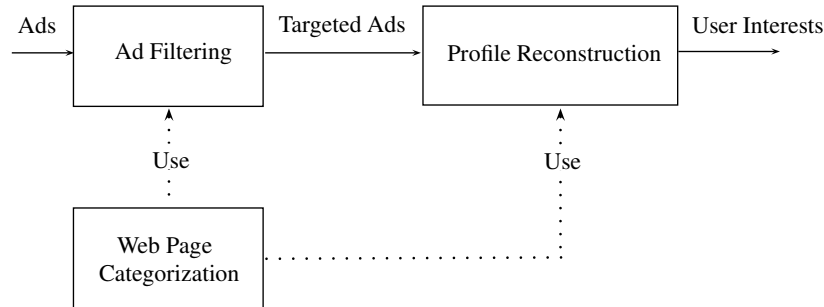 Ads
Ad Filtering
Targeted Ads
Profile Reconstruction
User Interests
Use
Use
Web Page
Categorization